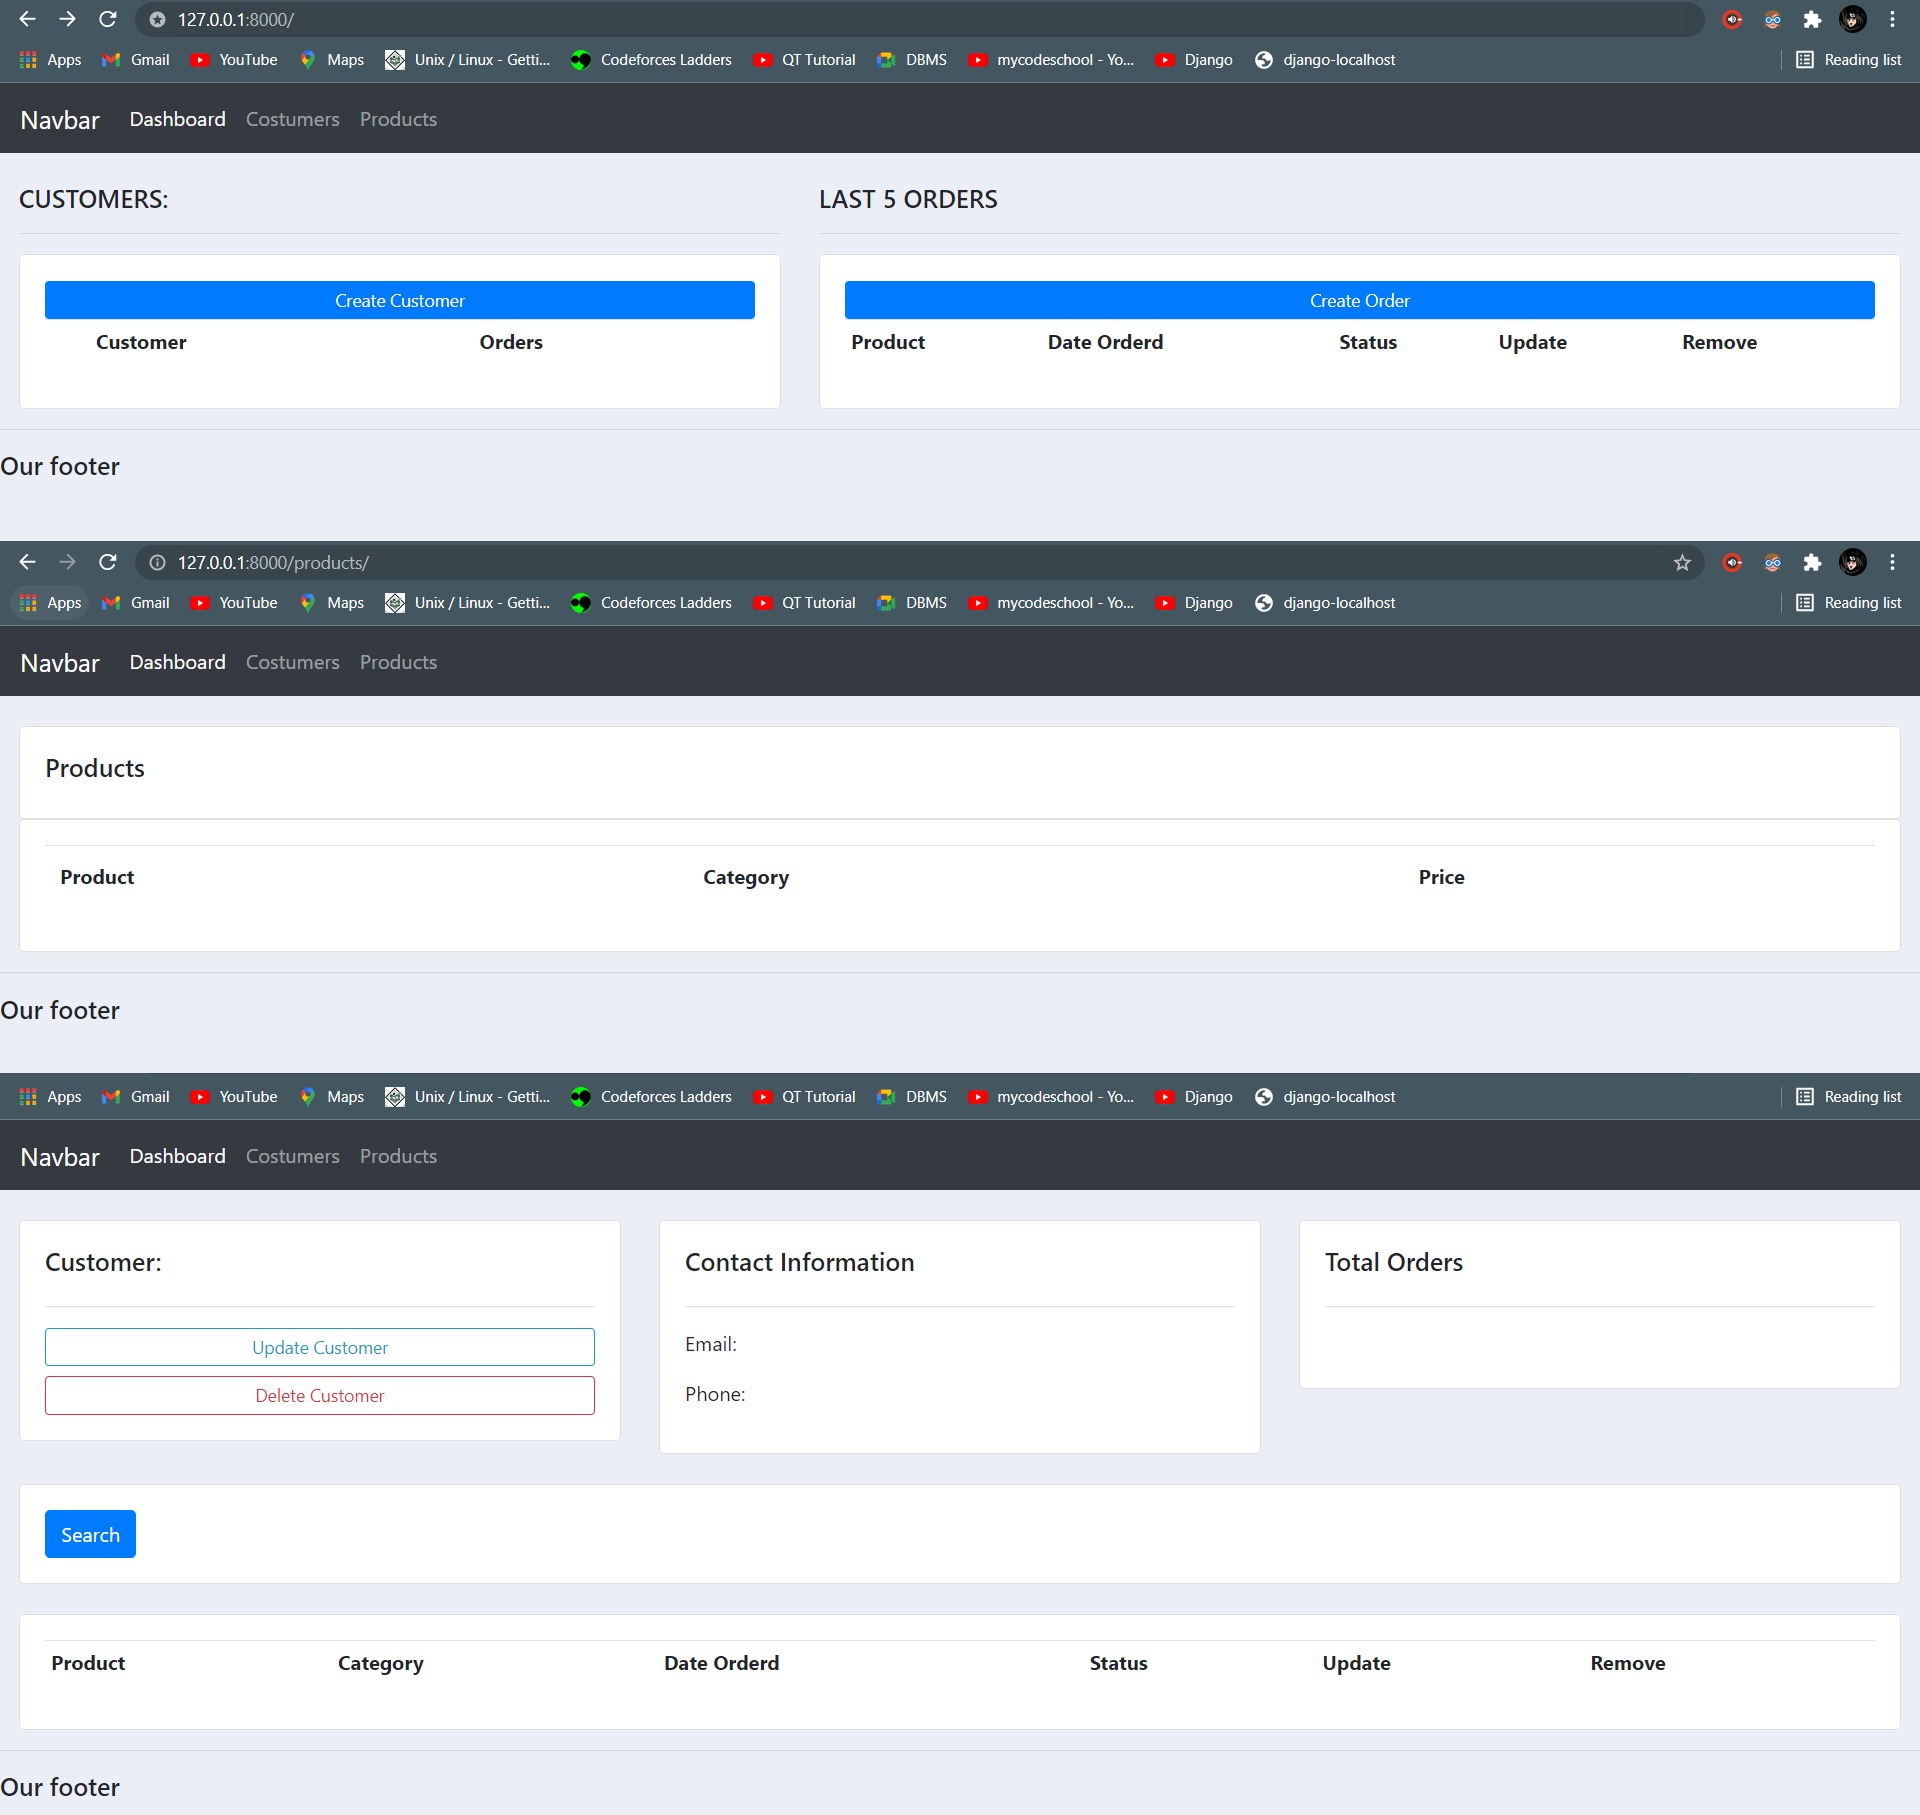 127.0.0.1:8000/
Apps Gmail YouTube Maps Unix / Linux - Getti... Codeforces Ladders QT Tutorial DBMS mycodeschool - Yo... Django django-localhost Reading list
Navbar Dashboard Costumers Products
CUSTOMERS: LAST 5 ORDERS
Create Customer Create Order
Customer Orders Product Date Orderd Status Update Remove
Our footer
127.0.0.1:8000/products/
Apps Gmail YouTube Maps Unix / Linux - Getti... Codeforces Ladders QT Tutorial DBMS mycodeschool - Yo... Django django-localhost Reading list
Navbar Dashboard Costumers Products
Products
Product Category Price
Our footer
Apps Gmail YouTube Maps Unix / Linux - Getti... Codeforces Ladders QT Tutorial DBMS mycodeschool - Yo... Django django-localhost Reading list
Navbar Dashboard Costumers Products
Customer: Contact Information Total Orders
Update Customer Email:
Delete Customer Phone:
Search
Product Category Date Orderd Status Update Remove
Our footer